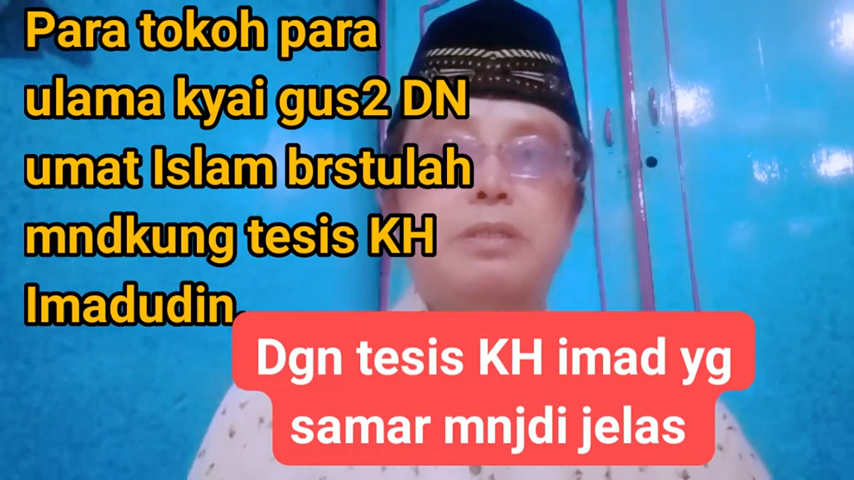 Para tokoh para
ulama kyai gus2 DN
umat Islam brstulah
mndkung tesis KH
Imadudin
Dgn tesis KH imad yg
samar mnjdi jelas